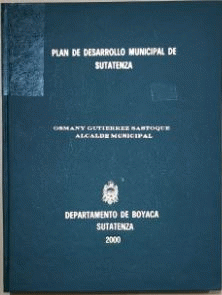 PLAN DE DESARROLLO MUNICIPAL DE
SUTATENZA
OSMANY GUTIERREZ SASTOQUE
ALCALDE MUNICIPAL
DEPARTAMENTO DE BOYACA
SUTATENZA
2000